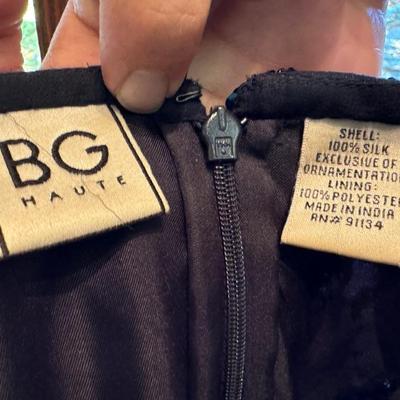 BG
HAUTE
SHELL:
100% SILK
EXCLUSIVE OF
ORNAMENTATION
LINING:
100% POLYESTER
MADE IN INDIA
RN# 91134